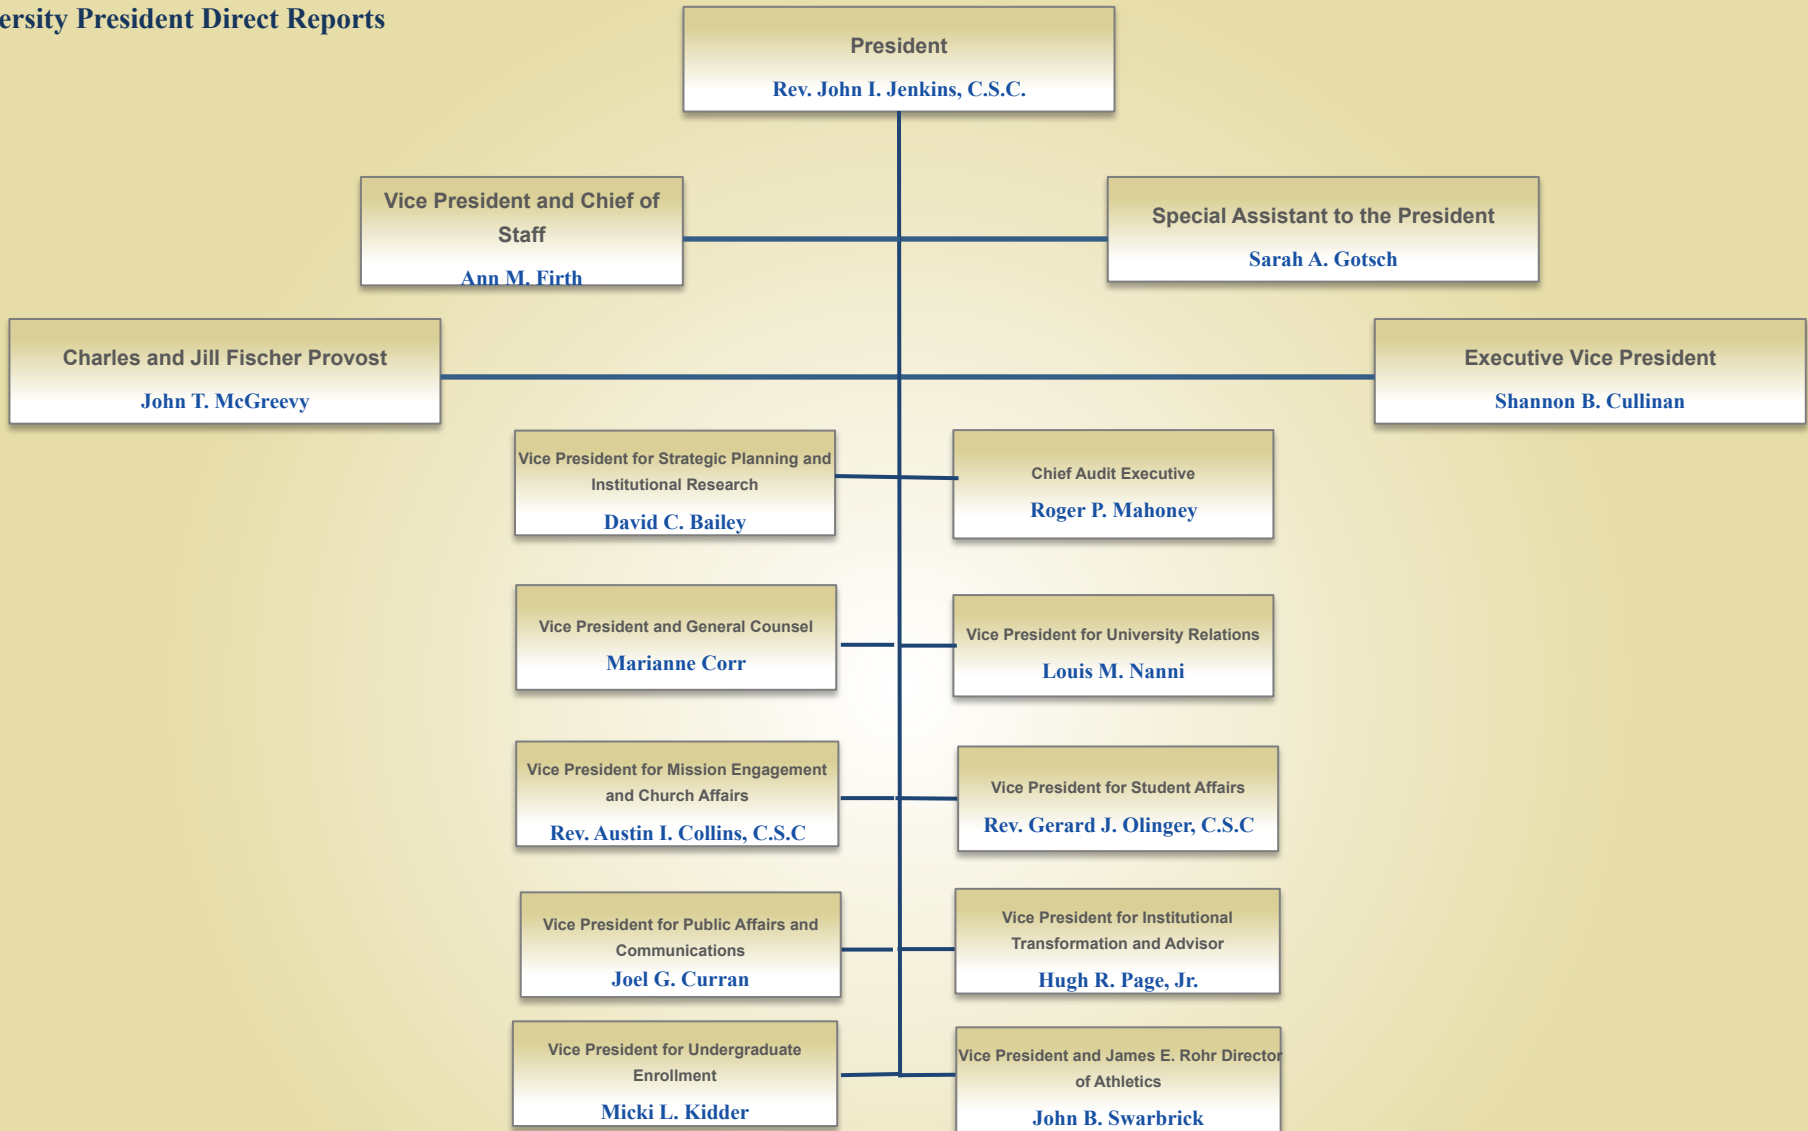 ersity President Direct Reports
President
Rev. John I. Jenkins, C.S.C.
Vice President and Chief of
Staff
Ann M. Firth
Special Assistant to the President
Sarah A. Gotsch
Charles and Jill Fischer Provost
John T. McGreevy
Executive Vice President
Shannon B. Cullinan
Vice President for Strategic Planning and
Institutional Research
David C. Bailey
Chief Audit Executive
Roger P. Mahoney
Vice President and General Counsel
Marianne Corr
Vice President for University Relations
Louis M. Nanni
Vice President for Mission Engagement
and Church Affairs
Rev. Austin I. Collins, C.S.C
Vice President for Student Affairs
Rev. Gerard J. Olinger, C.S.C
Vice President for Public Affairs and
Communications
Joel G. Curran
Vice President for Institutional
Transformation and Advisor
Hugh R. Page, Jr.
Vice President for Undergraduate
Enrollment
Micki L. Kidder
Vice President and James E. Rohr Director
of Athletics
John B. Swarbrick